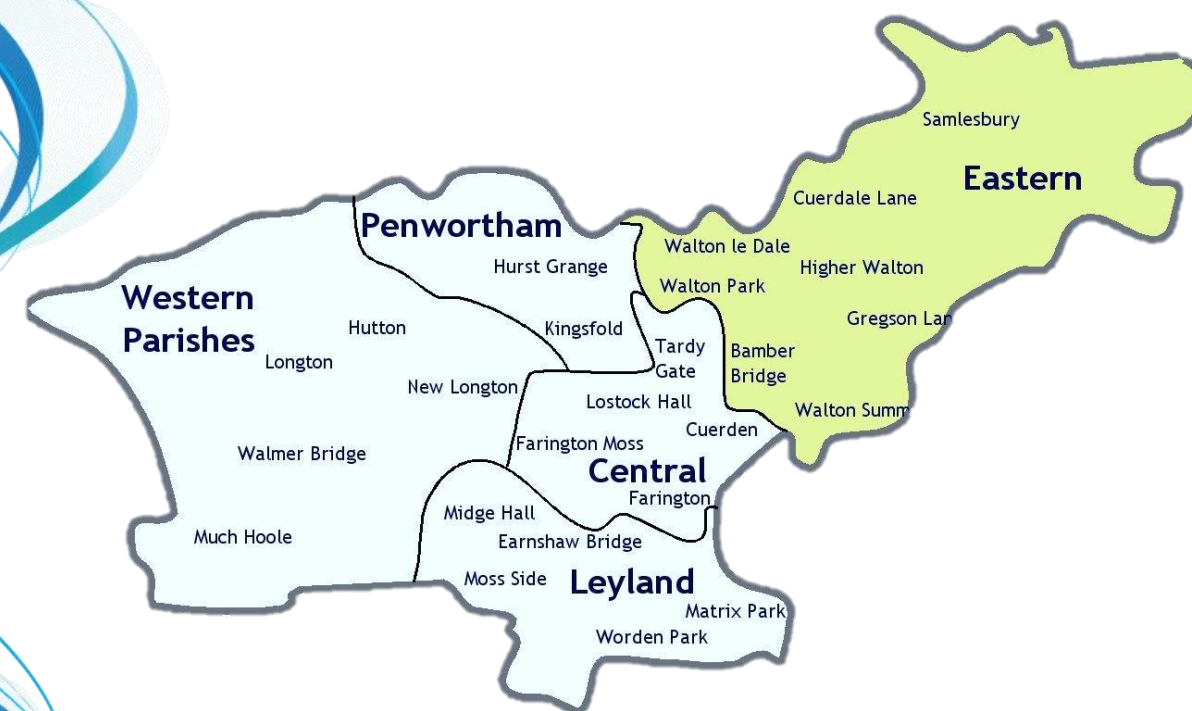 Samlesbury
Eastern
Cuerdale Lane
Penwortham
Walton le Dale
Hurst Grange
Higher Walton
Walton Park
Western
Parishes
Gregson Lan
Hutton
Kingsfold
Longton
Tardy
Gate
Bamber
Bridge
New Longton
Lostock Hall
Walton Summ
Cuerden
Farington Moss
Walmer Bridge
Central
Farington
Midge Hall
Much Hoole
Earnshaw Bridge
Moss Side
Leyland
Matrix Park
Worden Park